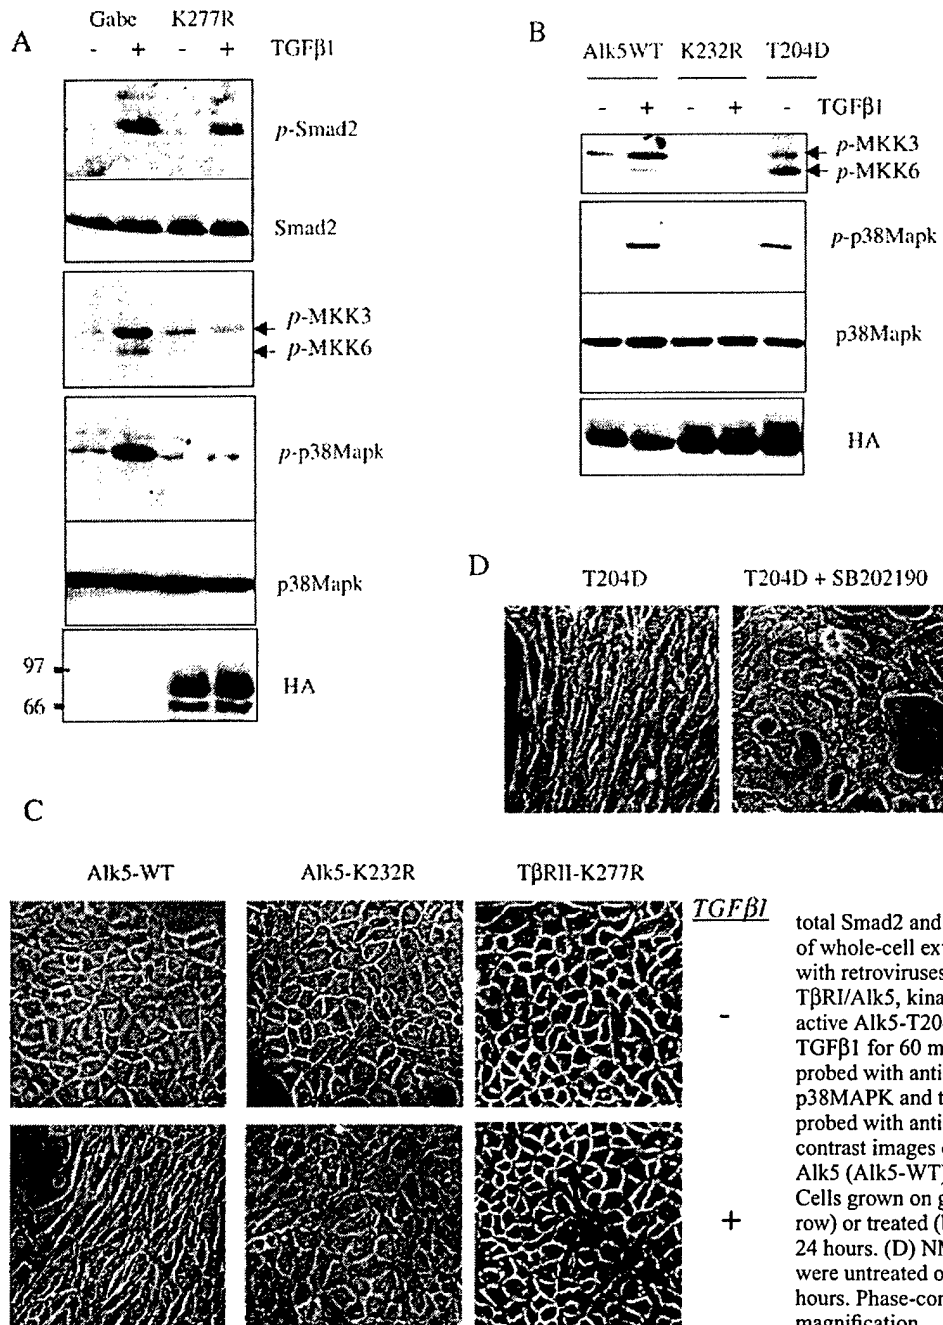 A
Gabe K277R
- + - + TGFβ1
p-Smad2
Smad2
p-MKK3
p-MKK6
p-p38Mapk
p38Mapk
97
66
HA
B
Alk5WT K232R T204D
- + - + - TGFβ1
p-MKK3
p-MKK6
p-p38Mapk
p38Mapk
HA
D
T204D T204D + SB202190
C
Alk5-WT Alk5-K232R TβRII-K277R
TGFβ1
-
+
total Smad2 and
of whole-cell ex
with retroviruses
TβRI/Alk5, kina
active Alk5-T20
TGFβ1 for 60 m
probed with anti
p38MAPK and t
probed with anti
contrast images
Alk5 (Alk5-WT)
Cells grown on g
row) or treated (
24 hours. (D) NM
were untreated o
hours. Phase-con
magnification